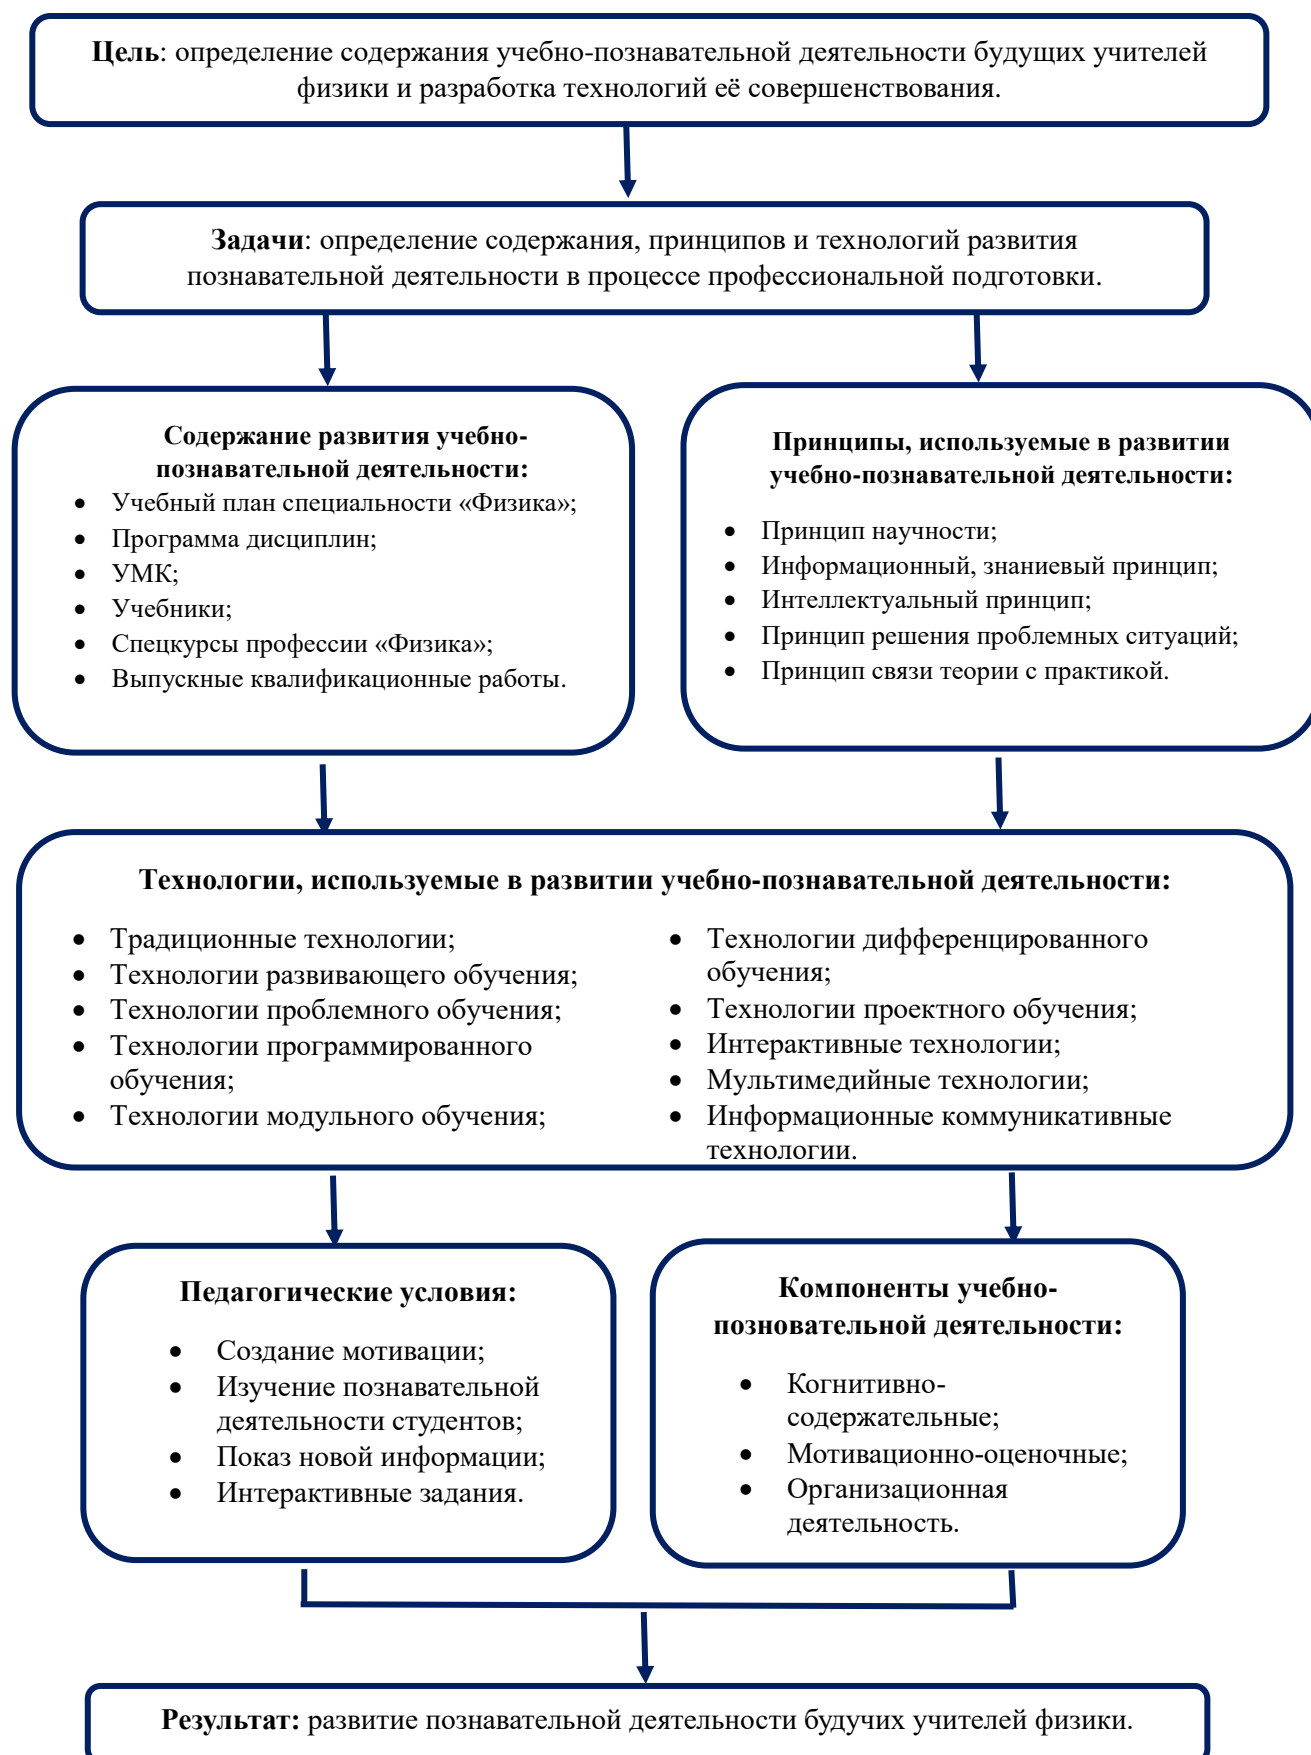 Цель: определение содержания учебно-познавательной деятельности будущих учителей
физики и разработка технологий её совершенствования.
Задачи: определение содержания, принципов и технологий развития
познавательной деятельности в процессе профессиональной подготовки.
Содержание развития учебно-
познавательной деятельности:
• Учебный план специальности «Физика»;
• Программа дисциплин;
• УМК;
• Учебники;
• Спецкурсы профессии «Физика»;
• Выпускные квалификационные работы.
Принципы, используемые в развитии
учебно-познавательной деятельности:
• Принцип научности;
• Информационный, знаниевый принцип;
• Интеллектуальный принцип;
• Принцип решения проблемных ситуаций;
• Принцип связи теории с практикой.
Технологии, используемые в развитии учебно-познавательной деятельности:
• Традиционные технологии;
• Технологии развивающего обучения;
• Технологии проблемного обучения;
• Технологии программированного
обучения;
• Технологии модульного обучения;
• Технологии дифференцированного
обучения;
• Технологии проектного обучения;
• Интерактивные технологии;
• Мультимедийные технологии;
• Информационные коммуникативные
технологии.
Педагогические условия:
• Создание мотивации;
• Изучение познавательной
деятельности студентов;
• Показ новой информации;
• Интерактивные задания.
Компоненты учебно-
позновательной деятельности:
• Когнитивно-
содержательные;
• Мотивационно-оценочные;
• Организационная
деятельность.
Результат: развитие познавательной деятельности будучих учителей физики.